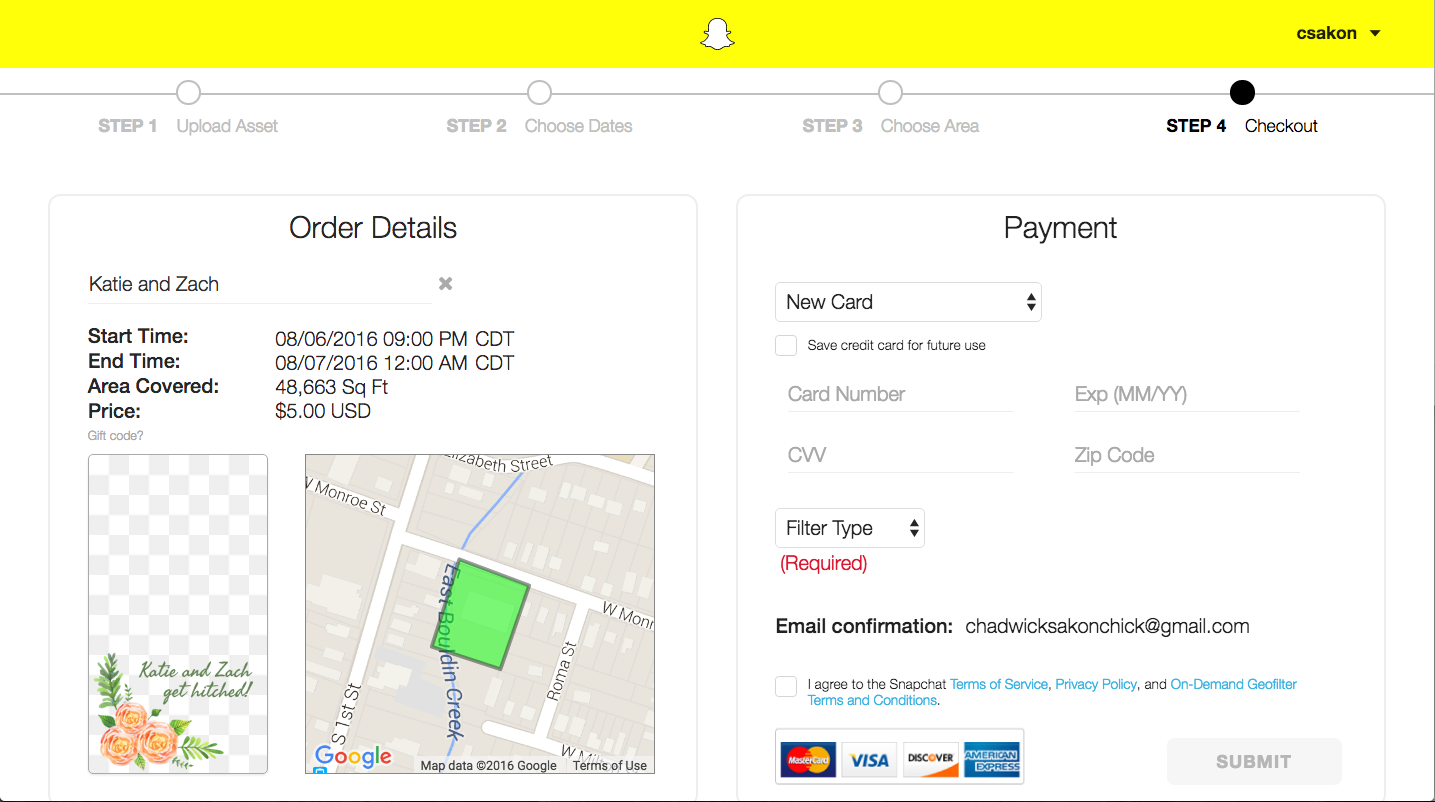 csakon
STEP 1 Upload Asset
STEP 2 Choose Dates
STEP 3 Choose Area
STEP 4 Checkout
Order Details
Katie and Zach
Start Time: 08/06/2016 09:00 PM CDT
End Time: 08/07/2016 12:00 AM CDT
Area Covered: 48,663 Sq Ft
Price: $5.00 USD
Gift code?
Katie and Zach
get hitched!
Elizabeth Street
W Monroe St
East Bouldin Creek
W Monr
Roma St
S 1st St
Google
Map data ©2016 Google Terms of Use
Payment
New Card
Save credit card for future use
Card Number Exp (MM/YY)
CVV Zip Code
Filter Type
(Required)
Email confirmation: chadwicksakonchick@gmail.com
I agree to the Snapchat Terms of Service, Privacy Policy, and On-Demand Geofilter
Terms and Conditions.
MasterCard VISA DISCOVER AMERICAN
EXPRESS
SUBMIT